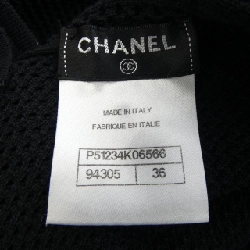 CHANEL
MADE IN ITALY
FABRIQUE EN ITALIE
P51234K06566
94305 36